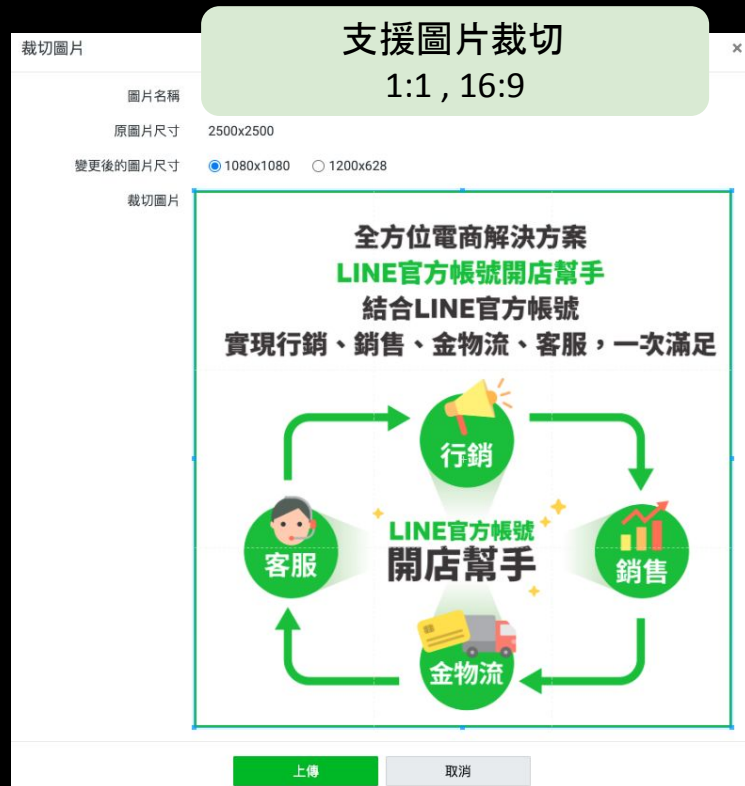 支援圖片裁切
1:1 , 16:9
裁切圖片
×
圖片名稱
原圖片尺寸 2500x2500
變更後的圖片尺寸 1080x1080 1200x628
裁切圖片
全方位電商解決方案
LINE官方帳號開店幫手
結合LINE官方帳號
實現行銷、銷售、金物流、客服，一次滿足
行銷
LINE官方帳號
開店幫手
客服
銷售
金物流
上傳 取消